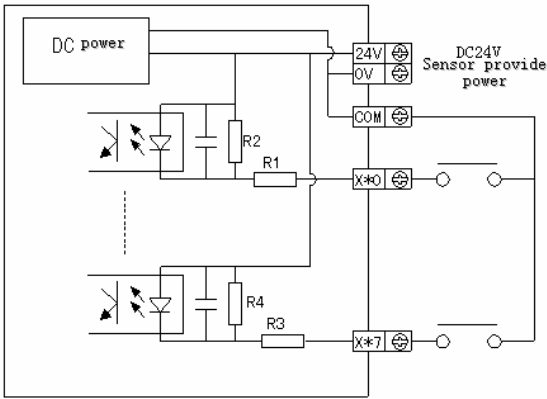 DC power
24V
0V
DC24V
Sensor provide
power
COM
R2
R1
X*0
R4
R3
X*7